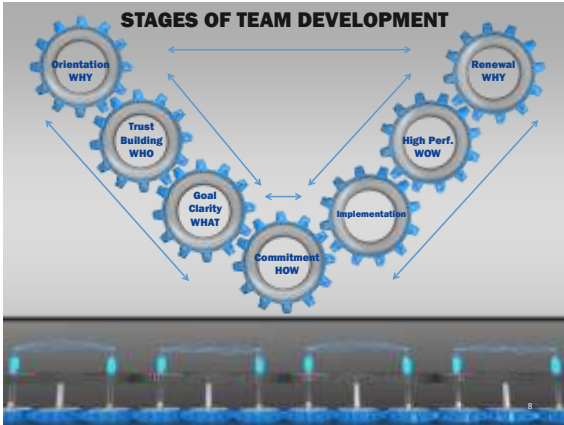 STAGES OF TEAM DEVELOPMENT
Orientation
WHY
Trust
Building
WHO
Goal
Clarity
WHAT
Commitment
HOW
Implementation
High Perf.
WOW
Renewal
WHY
8